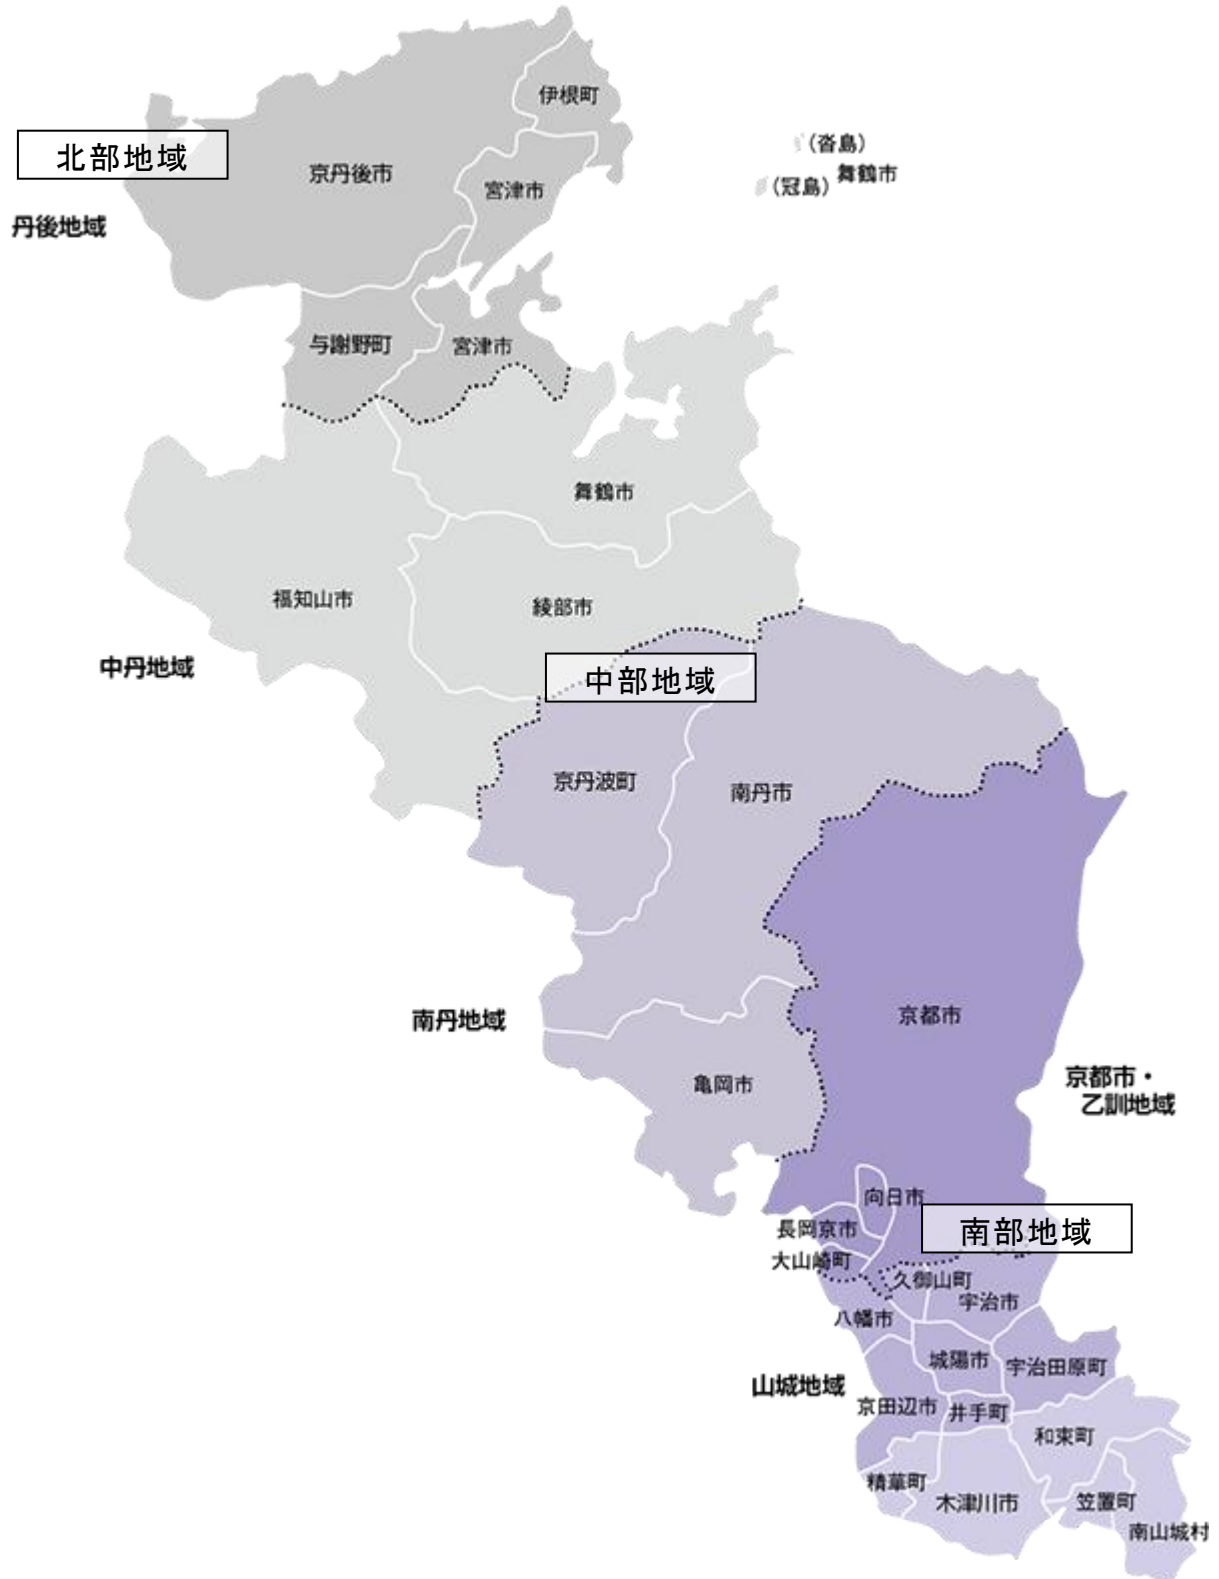 伊根町
(沓島)
北部地域
京丹後市
舞鶴市
(冠島)
宮津市
丹後地域
与謝野町
宮津市
舞鶴市
福知山市
綾部市
中丹地域
中部地域
京丹波町
南丹市
京都市
南丹地域
亀岡市
京都市・
乙訓地域
向日市
長岡京市
南部地域
大山崎町
久御山町
宇治市
八幡市
城陽市
宇治田原町
山城地域
京田辺市
井手町
和束町
精華町
木津川市
笠置町
南山城村